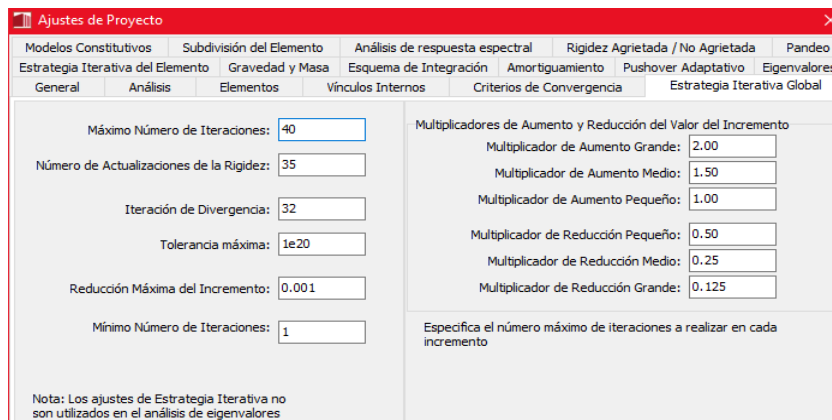 Ajustes de Proyecto
Modelos Constitutivos Subdivisión del Elemento Análisis de respuesta espectral Rigidez Agrietada / No Agrietada Pandeo
Estrategia Iterativa del Elemento Gravedad y Masa Esquema de Integración Amortiguamiento Pushover Adaptativo Eigenvalores
General Análisis Elementos Vínculos Internos Criterios de Convergencia Estrategia Iterativa Global
Máximo Número de Iteraciones: 40
Número de Actualizaciones de la Rigidez: 35
Iteración de Divergencia: 32
Tolerancia máxima: 1e20
Reducción Máxima del Incremento: 0.001
Mínimo Número de Iteraciones: 1
Nota: Los ajustes de Estrategia Iterativa no
son utilizados en el análisis de eigenvalores
Multiplicadores de Aumento y Reducción del Valor del Incremento
Multiplicador de Aumento Grande: 2.00
Multiplicador de Aumento Medio: 1.50
Multiplicador de Aumento Pequeño: 1.00
Multiplicador de Reducción Pequeño: 0.50
Multiplicador de Reducción Medio: 0.25
Multiplicador de Reducción Grande: 0.125
Especifica el número máximo de iteraciones a realizar en cada
incremento